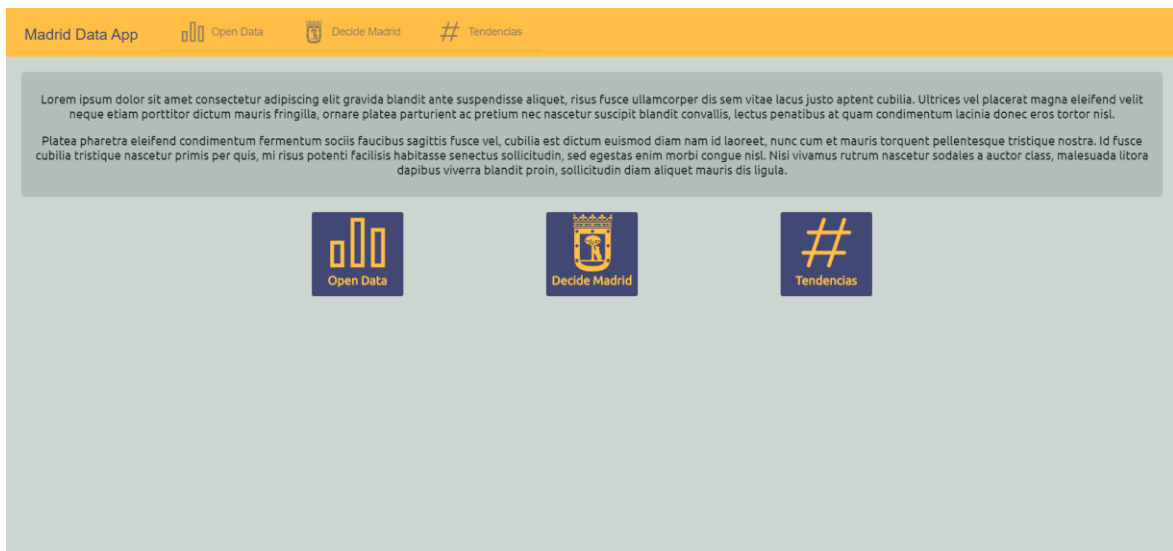 Madrid Data App
Open Data
Decide Madrid
Tendencias
Lorem ipsum dolor sit amet consectetur adipiscing elit gravida blandit ante suspendisse aliquet, risus fusce ullamcorper dis sem vitae lacus justo aptent cubilia. Ultrices vel placerat magna eleifend velit
neque etiam porttitor dictum mauris fringilla, ornare platea parturient ac pretium nec nascetur suscipit blandit convallis, lectus penatibus at quam condimentum lacinia donec eros tortor nisl.
Platea pharetra eleifend condimentum fermentum sociis faucibus sagittis fusce vel, cubilia est dictum euismod diam nam id laoreet, nunc cum et mauris torquent pellentesque tristique nostra. Id fusce
cubilia tristique nascetur primis per quis, mi risus potenti facilisis habitasse senectus sollicitudin, sed egestas enim morbi congue nisl. Nisi vivamus rutrum nascetur sodales a auctor class, malesuada litora
dapibus viverra blandit proin, sollicitudin diam aliquet mauris dis ligula.
Open Data
Decide Madrid
Tendencias